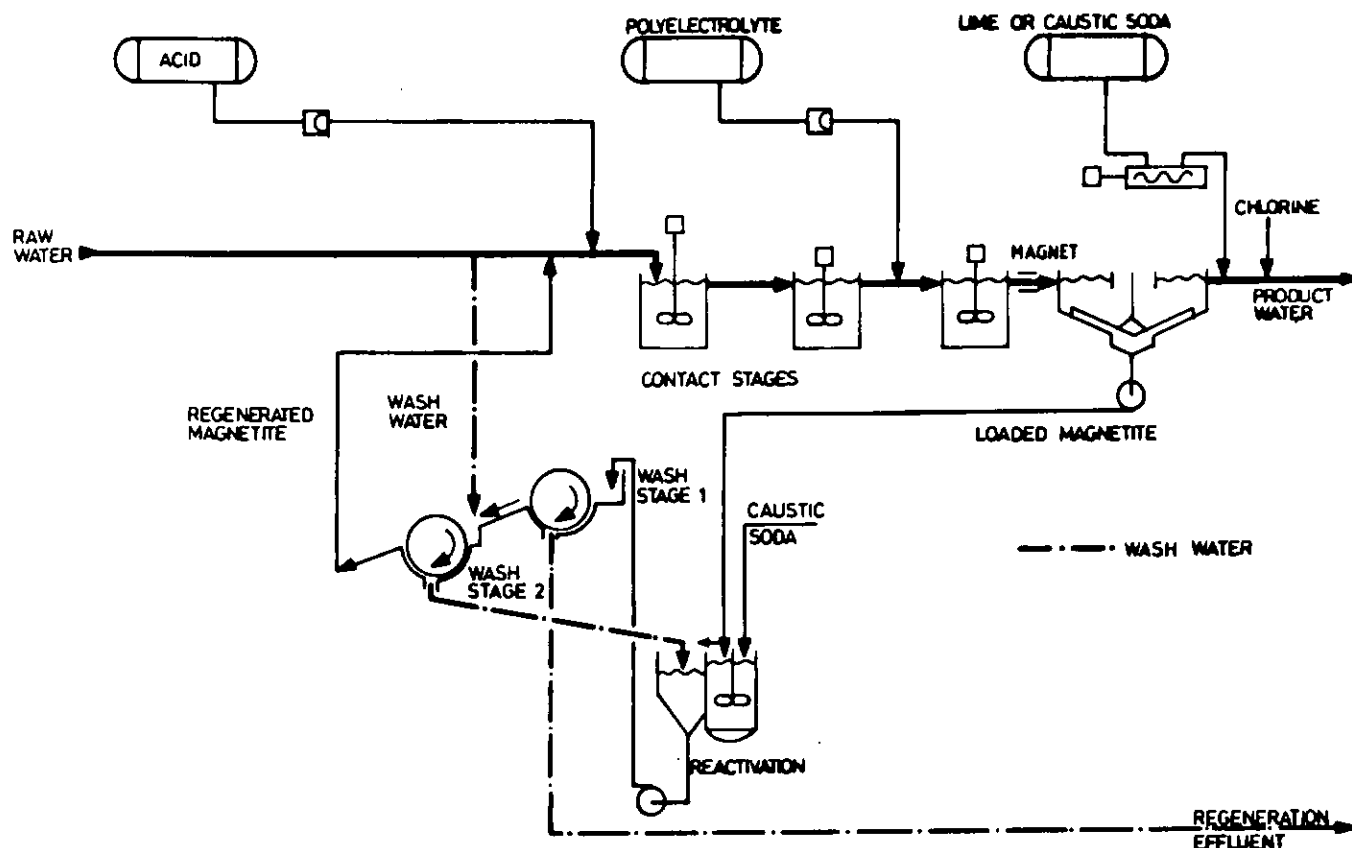 ACID
POLYELECTROLYTE
LIME OR CAUSTIC SODA
CHLORINE
RAW
WATER
MAGNET
PRODUCT
WATER
CONTACT STAGES
REGENERATED
MAGNETITE
WASH
WATER
LOADED MAGNETITE
WASH
STAGE 1
CAUSTIC
SODA
WASH WATER
WASH
STAGE 2
REACTIVATION
REGENERATION
EFFLUENT